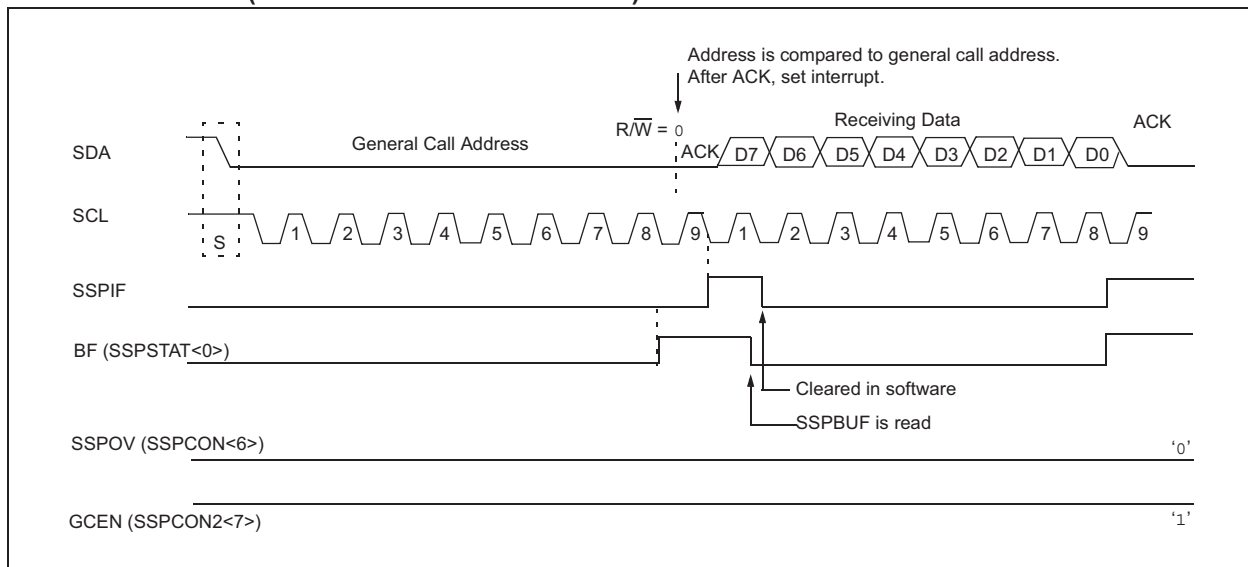 Address is compared to general call address.
After ACK, set interrupt.
R/W = 0
Receiving Data
ACK
SDA
General Call Address
ACK
D7 D6 D5 D4 D3 D2 D1 D0
SCL
S
1 2 3 4 5 6 7 8 9 1 2 3 4 5 6 7 8 9
SSPIF
BF (SSPSTAT<0>)
Cleared in software
SSPBUF is read
SSPOV (SSPCON<6>)
‘0’
GCEN (SSPCON2<7>)
‘1’